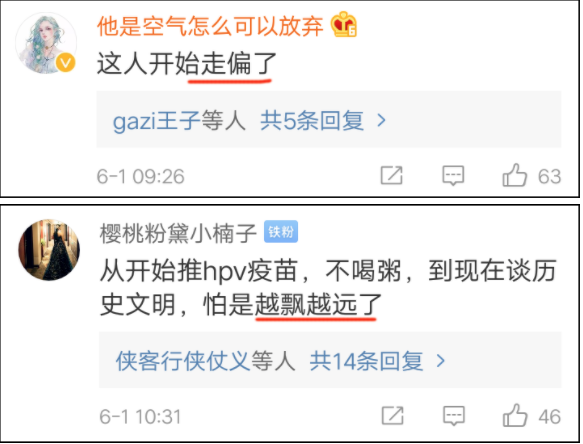 他是空气怎么可以放弃 6
这人开始走偏了
gazi王子等人 共5条回复 >
6-1 09:26 63
樱桃粉黛小楠子 铁粉
从开始推hpv疫苗，不喝粥，到现在谈历
史文明，怕是越飘越远了
侠客行侠仗义等人 共14条回复 >
6-1 10:31 46